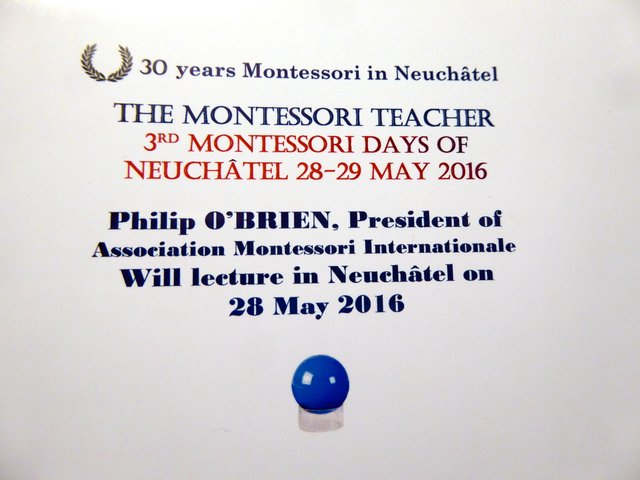 30 years Montessori in Neuchâtel
THE MONTESSORI TEACHER
3RD MONTESSORI DAYS OF
NEUCHÂTEL 28-29 MAY 2016
Philip O'BRIEN, President of
Association Montessori Internationale
Will lecture in Neuchâtel on
28 May 2016